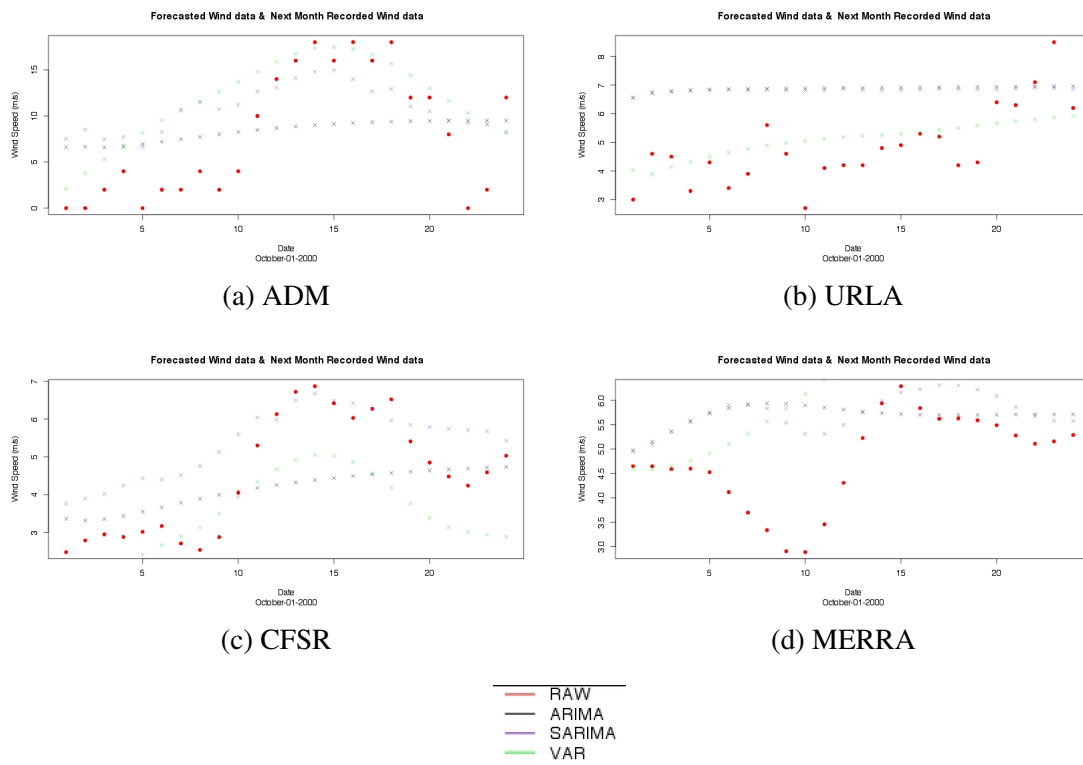 Forecasted Wind data & Next Month Recorded Wind data
Wind Speed (m/s)
0 5 10 15
5 10 15 20
Date
October-01-2000
(a) ADM
Forecasted Wind data & Next Month Recorded Wind data
Wind Speed (m/s)
3 4 5 6 7 8
5 10 15 20
Date
October-01-2000
(b) URLA
Forecasted Wind data & Next Month Recorded Wind data
Wind Speed (m/s)
3 4 5 6 7
5 10 15 20
Date
October-01-2000
(c) CFSR
Forecasted Wind data & Next Month Recorded Wind data
Wind Speed (m/s)
3.0 3.5 4.0 4.5 5.0 5.5 6.0
5 10 15 20
Date
October-01-2000
(d) MERRA
RAW
ARIMA
SARIMA
VAR